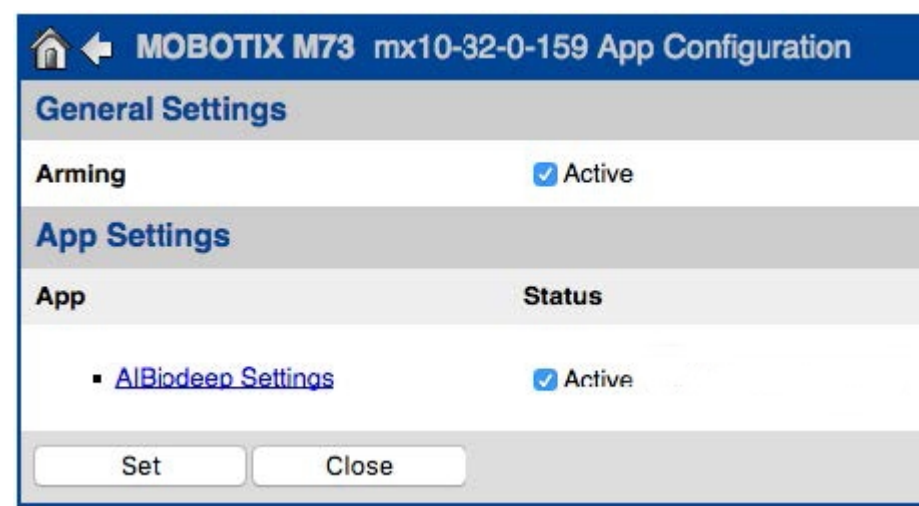 MOBOTIX M73 mx10-32-0-159 App Configuration
General Settings
Arming Active
App Settings
App Status
AIBiodeep Settings Active
Set Close